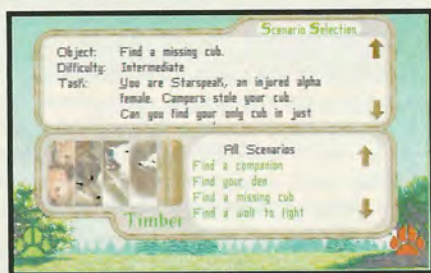 Scenario Selection
Object: Find a missing cub.
Difficulty: Intermediate
Task: You are Starspeak, an injured alpha
female. Campers stole your cub.
Can you find your only cub in just
All Scenarios
Find a companion
Find your den
Find a missing cub
Find a wolf to fight
Timber